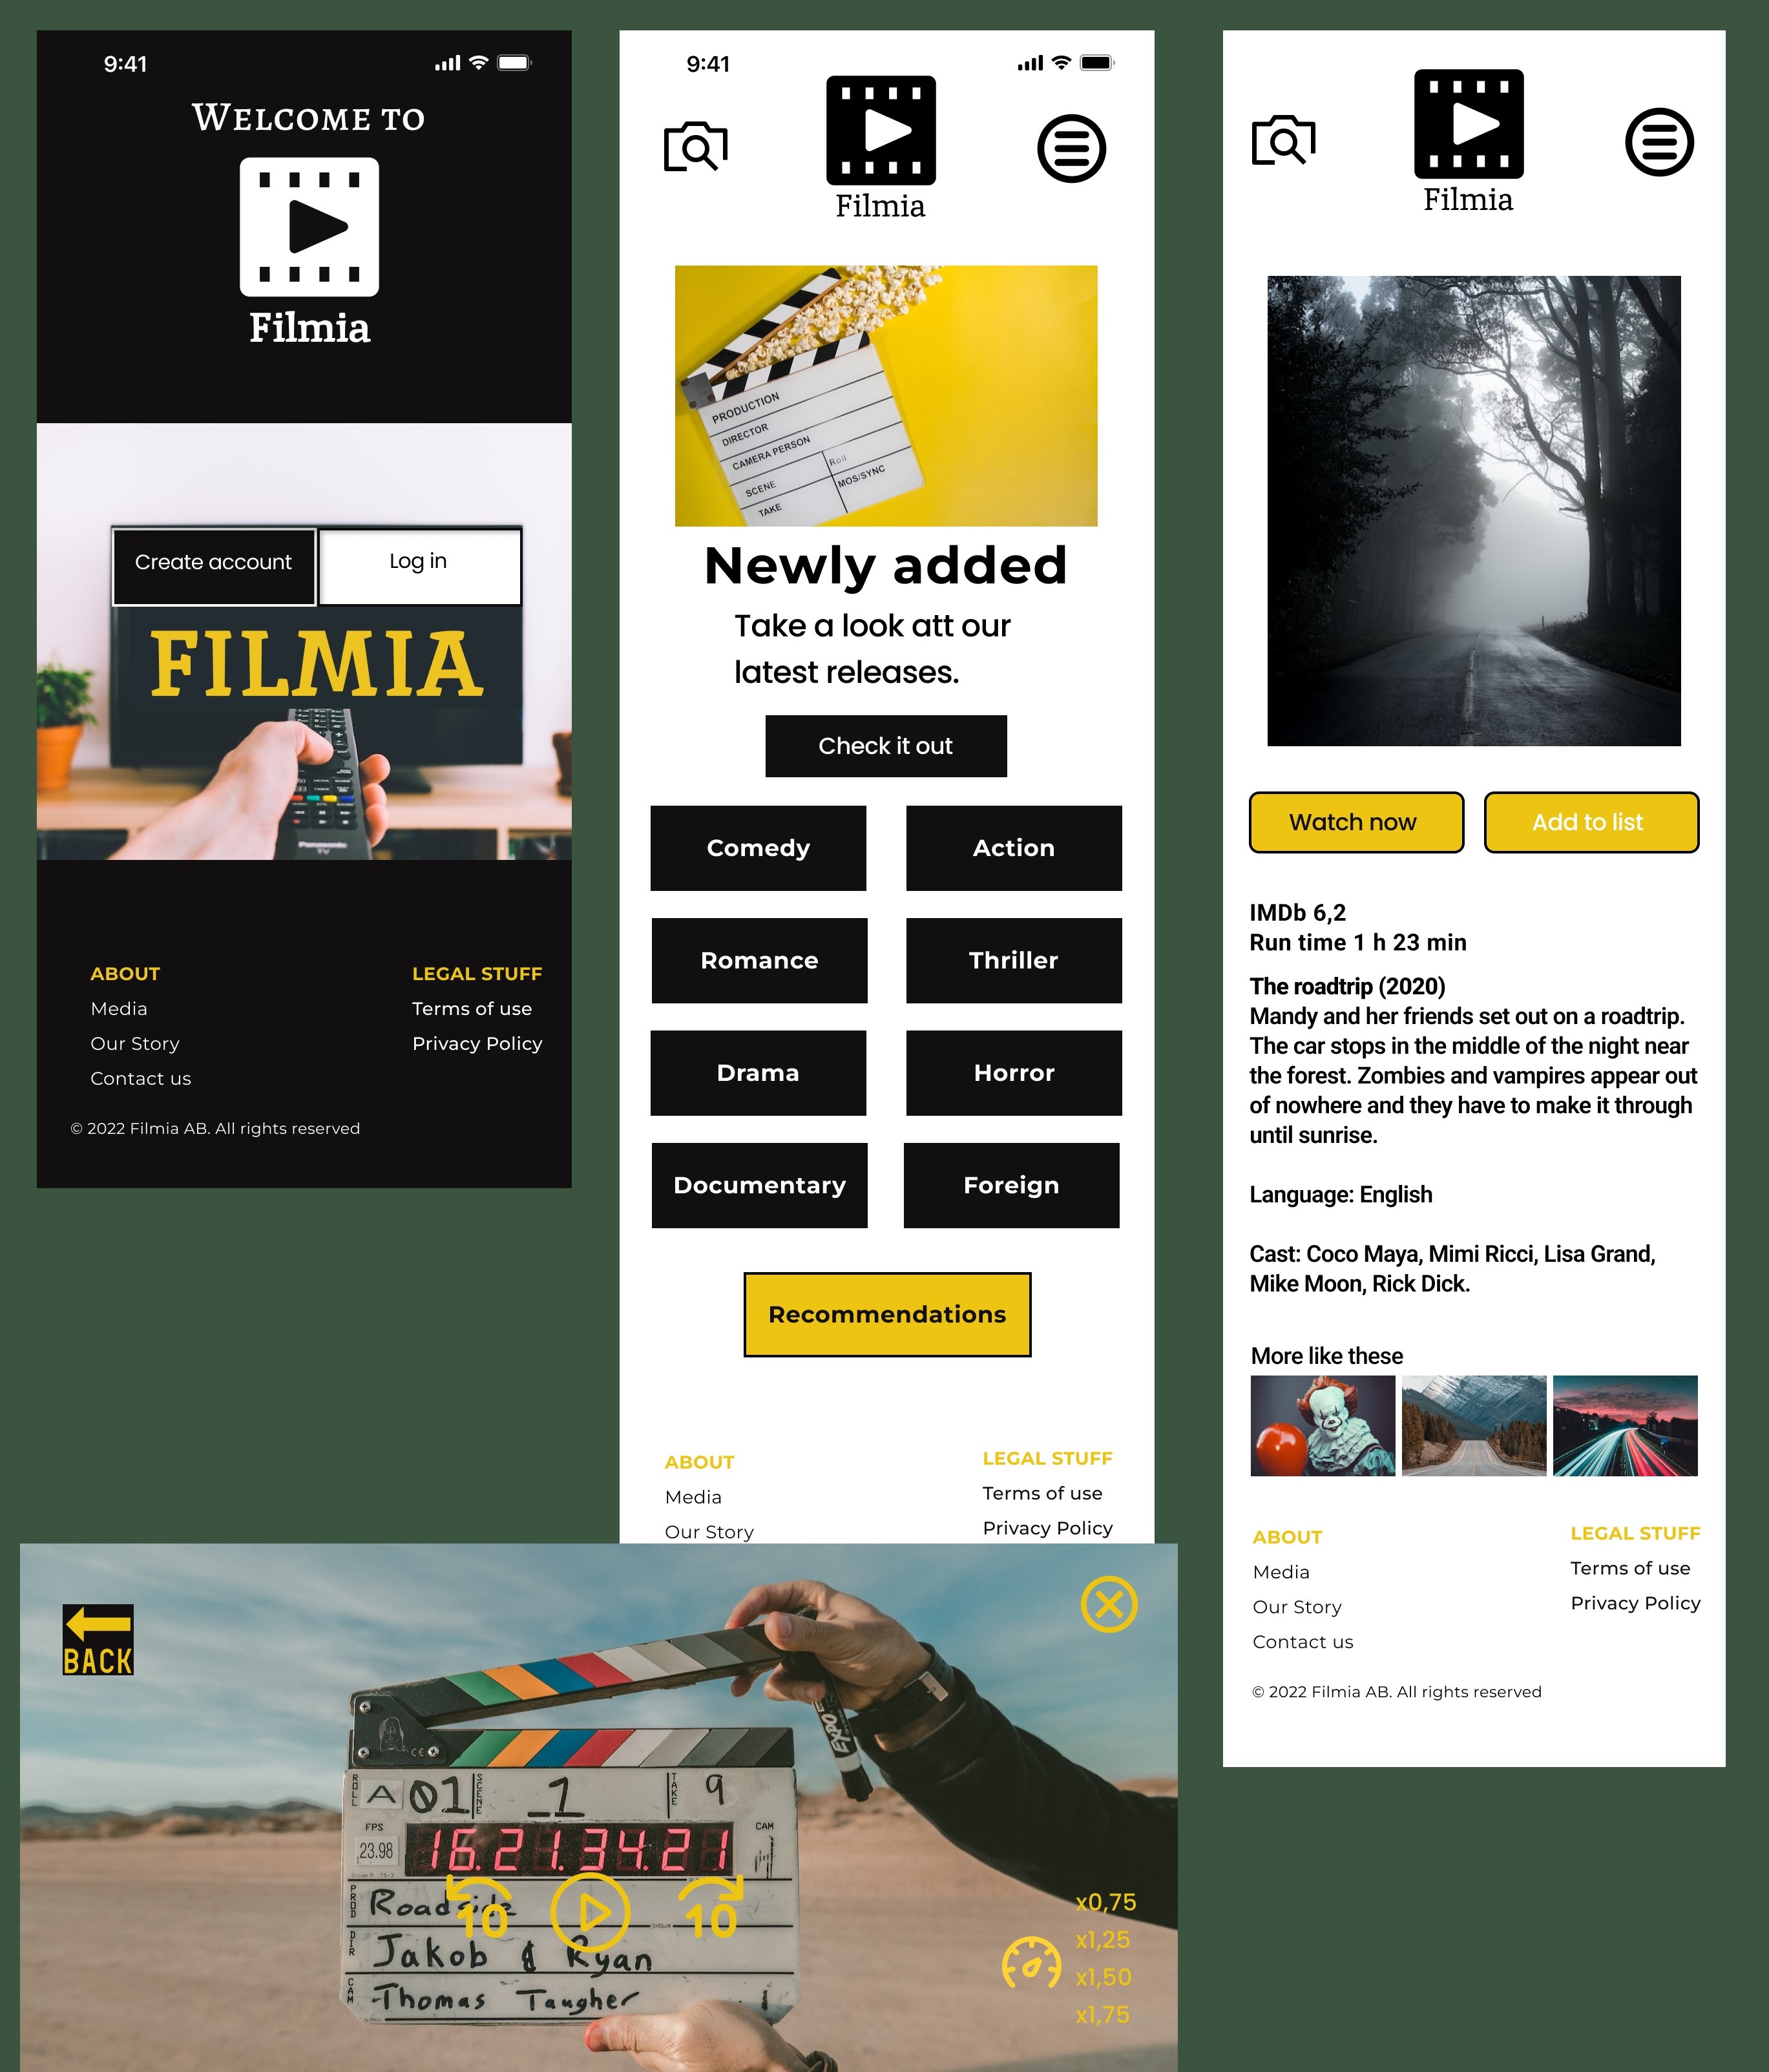 9:41
WELCOME TO
Filmia
Create account
Log in
FILMIA
Panasonic
TV
ABOUT
Media
Our Story
Contact us
LEGAL STUFF
Terms of use
Privacy Policy
© 2022 Filmia AB. All rights reserved
9:41
Filmia
PRODUCTION
DIRECTOR
CAMERA PERSON
Roll
SCENE
MOS/SYNC
TAKE
Newly added
Take a look att our
latest releases.
Check it out
Comedy
Action
Romance
Thriller
Drama
Horror
Documentary
Foreign
Recommendations
ABOUT
Media
Our Story
LEGAL STUFF
Terms of use
Privacy Policy
Filmia
Watch now
Add to list
IMDb 6,2
Run time 1 h 23 min
The roadtrip (2020)
Mandy and her friends set out on a roadtrip.
The car stops in the middle of the night near
the forest. Zombies and vampires appear out
of nowhere and they have to make it through
until sunrise.
Language: English
Cast: Coco Maya, Mimi Ricci, Lisa Grand,
Mike Moon, Rick Dick.
More like these
ABOUT
Media
Our Story
Contact us
LEGAL STUFF
Terms of use
Privacy Policy
© 2022 Filmia AB. All rights reserved
BACK
EXPO
CE
ROLL
A 01
SCENE
1
TAKE
9
FPS
23.98
16.21.34.21
CAM
PROD
Roadside
10
10
DIR
Jakob & Ryan
CAM
Thomas Taugher
x0,75
x1,25
x1,50
x1,75